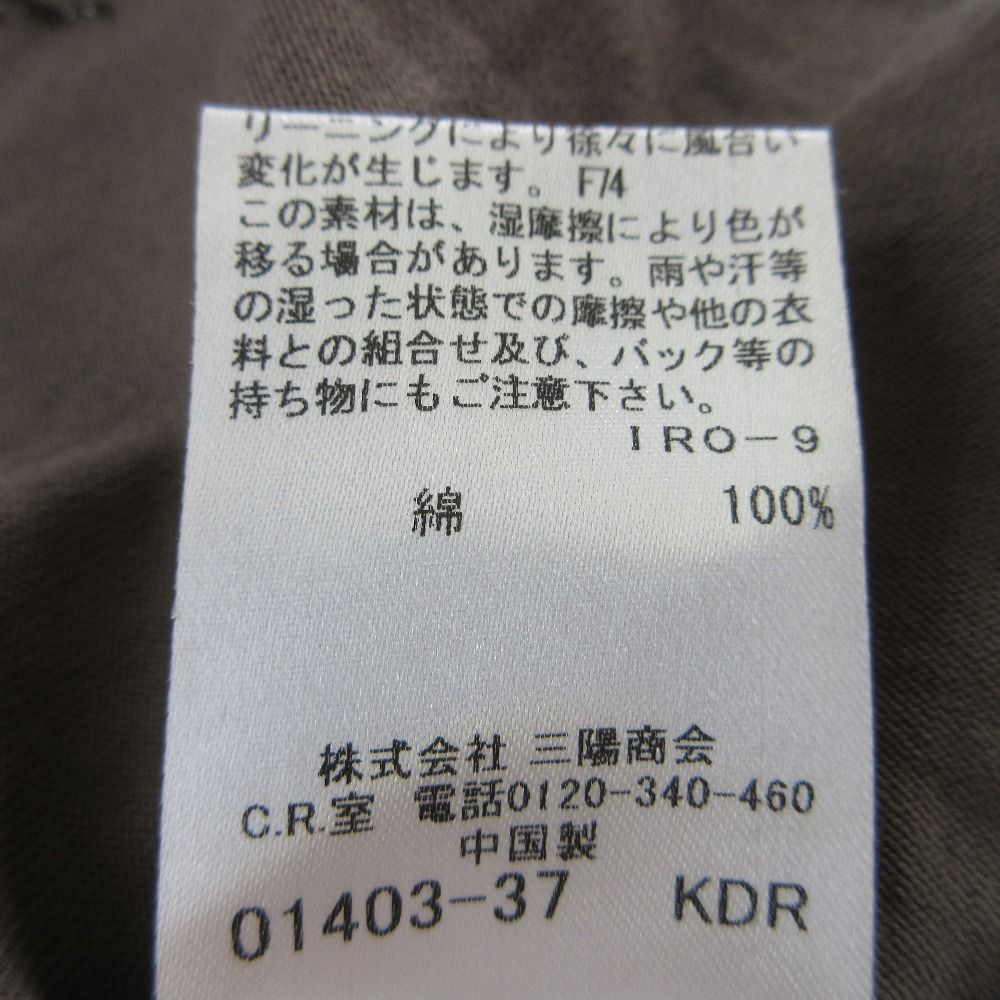 リーニングにより徐々に風合い
変化が生じます。F74
この素材は、湿摩擦により色が
移る場合があります。雨や汗等
の湿った状態での摩擦や他の衣
料との組合せ及び、バック等の
持ち物にもご注意下さい。
IRO-9
綿 100%
株式会社 三陽商会
C.R.室 電話0120-340-460
中国製
01403-37 KDR